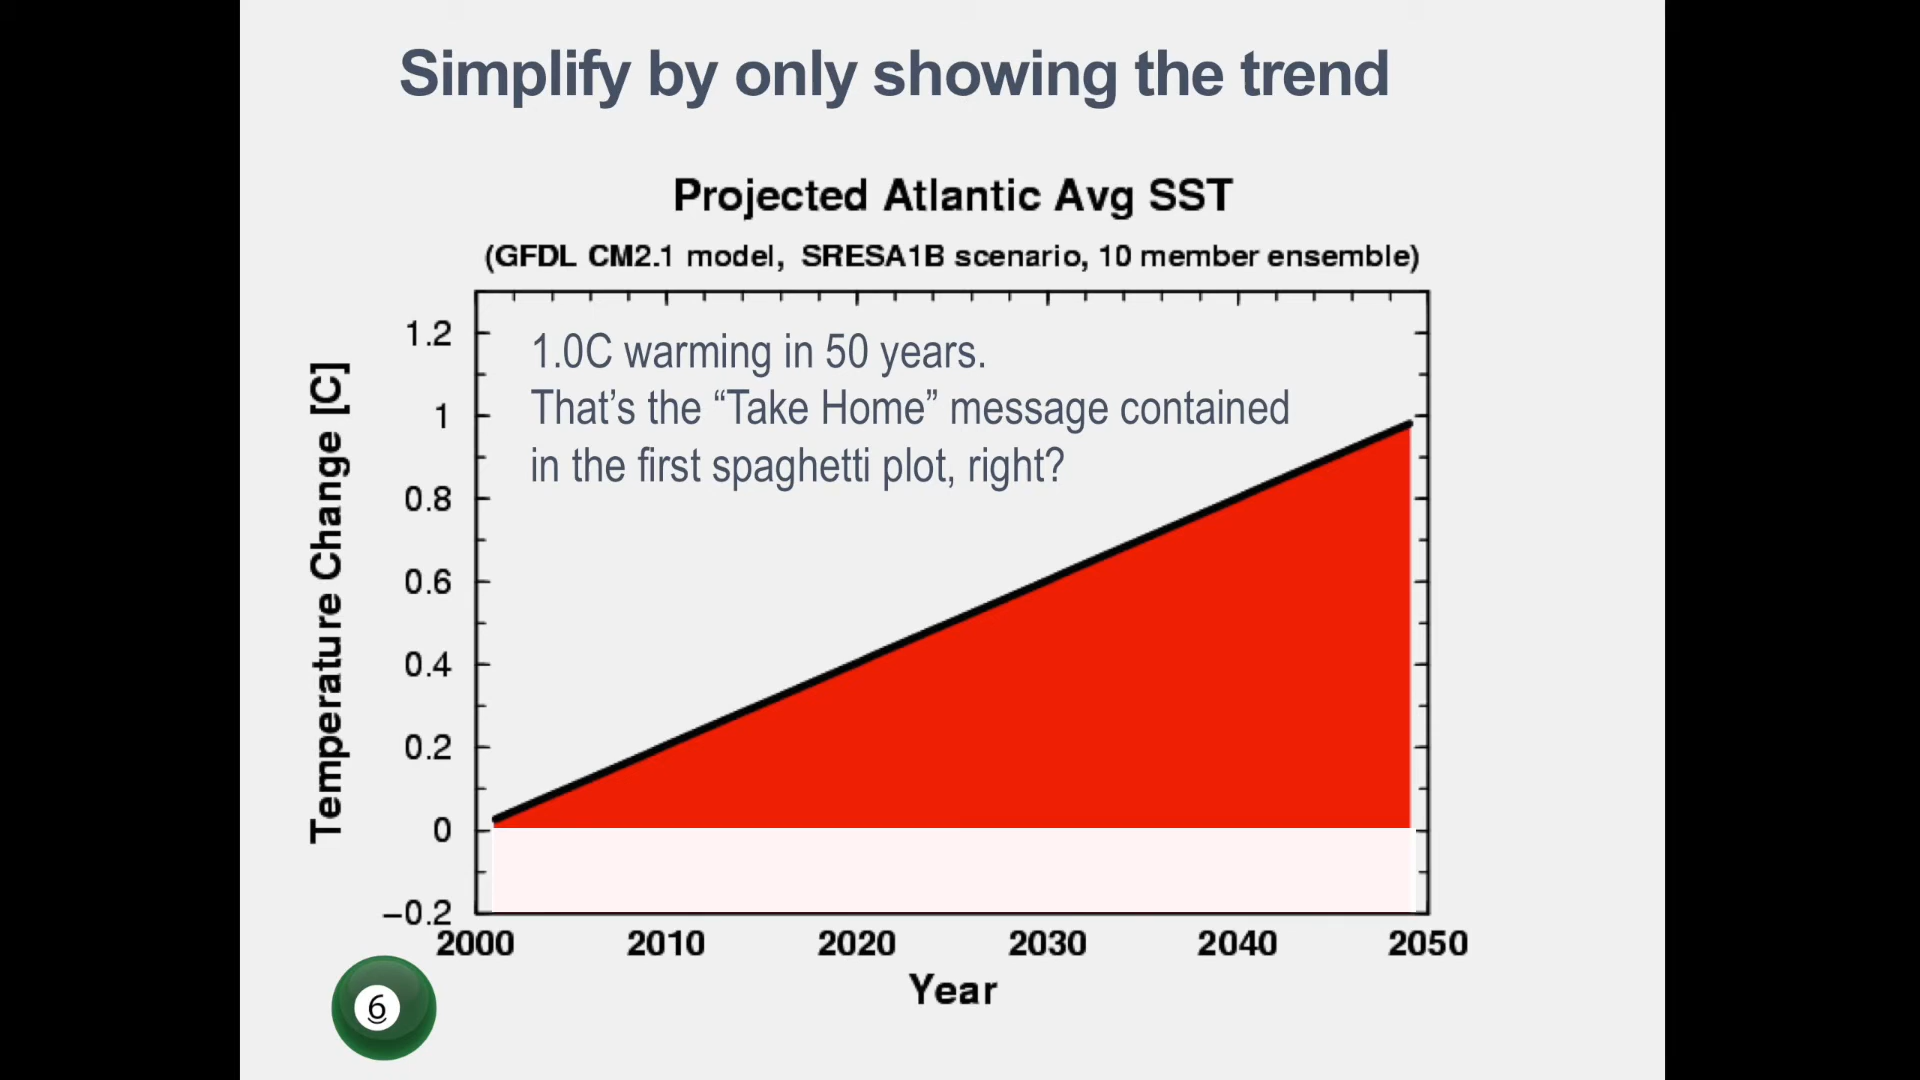 Simplify by only showing the trend
Projected Atlantic Avg SST
(GFDL CM2.1 model, SRESA1B scenario, 10 member ensemble)
1.0C warming in 50 years.
That’s the “Take Home” message contained
in the first spaghetti plot, right?
Temperature Change [C]
1.2
1
0.8
0.6
0.4
0.2
0
−0.2
2000 2010 2020 2030 2040 2050
Year
6